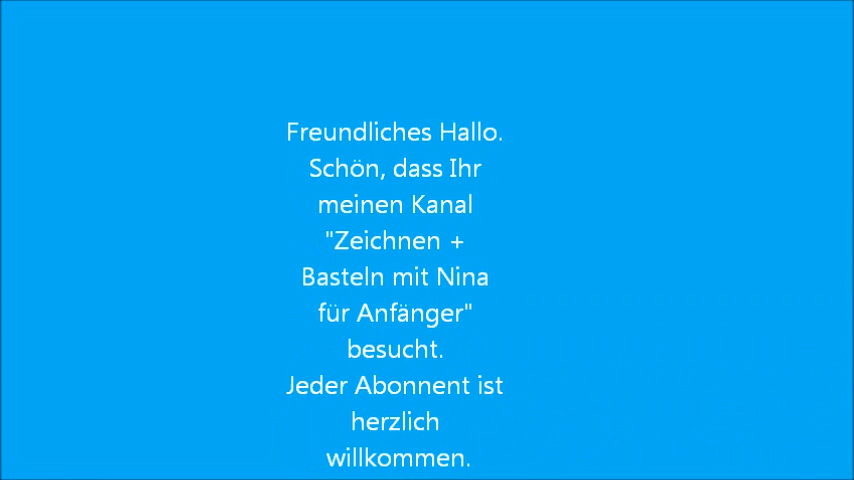 Freundliches Hallo.
Schön, dass Ihr
meinen Kanal
"Zeichnen +
Basteln mit Nina
für Anfänger"
besucht.
Jeder Abonnent ist
herzlich
willkommen.